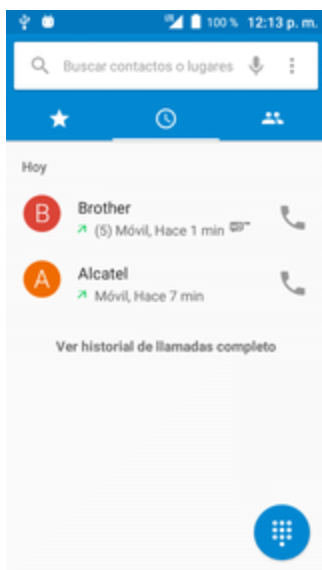 100 % 12:13 p. m.
Buscar contactos o lugares
Hoy
B
Brother
(5) Móvil, Hace 1 min
A
Alcatel
Móvil, Hace 7 min
Ver historial de llamadas completo